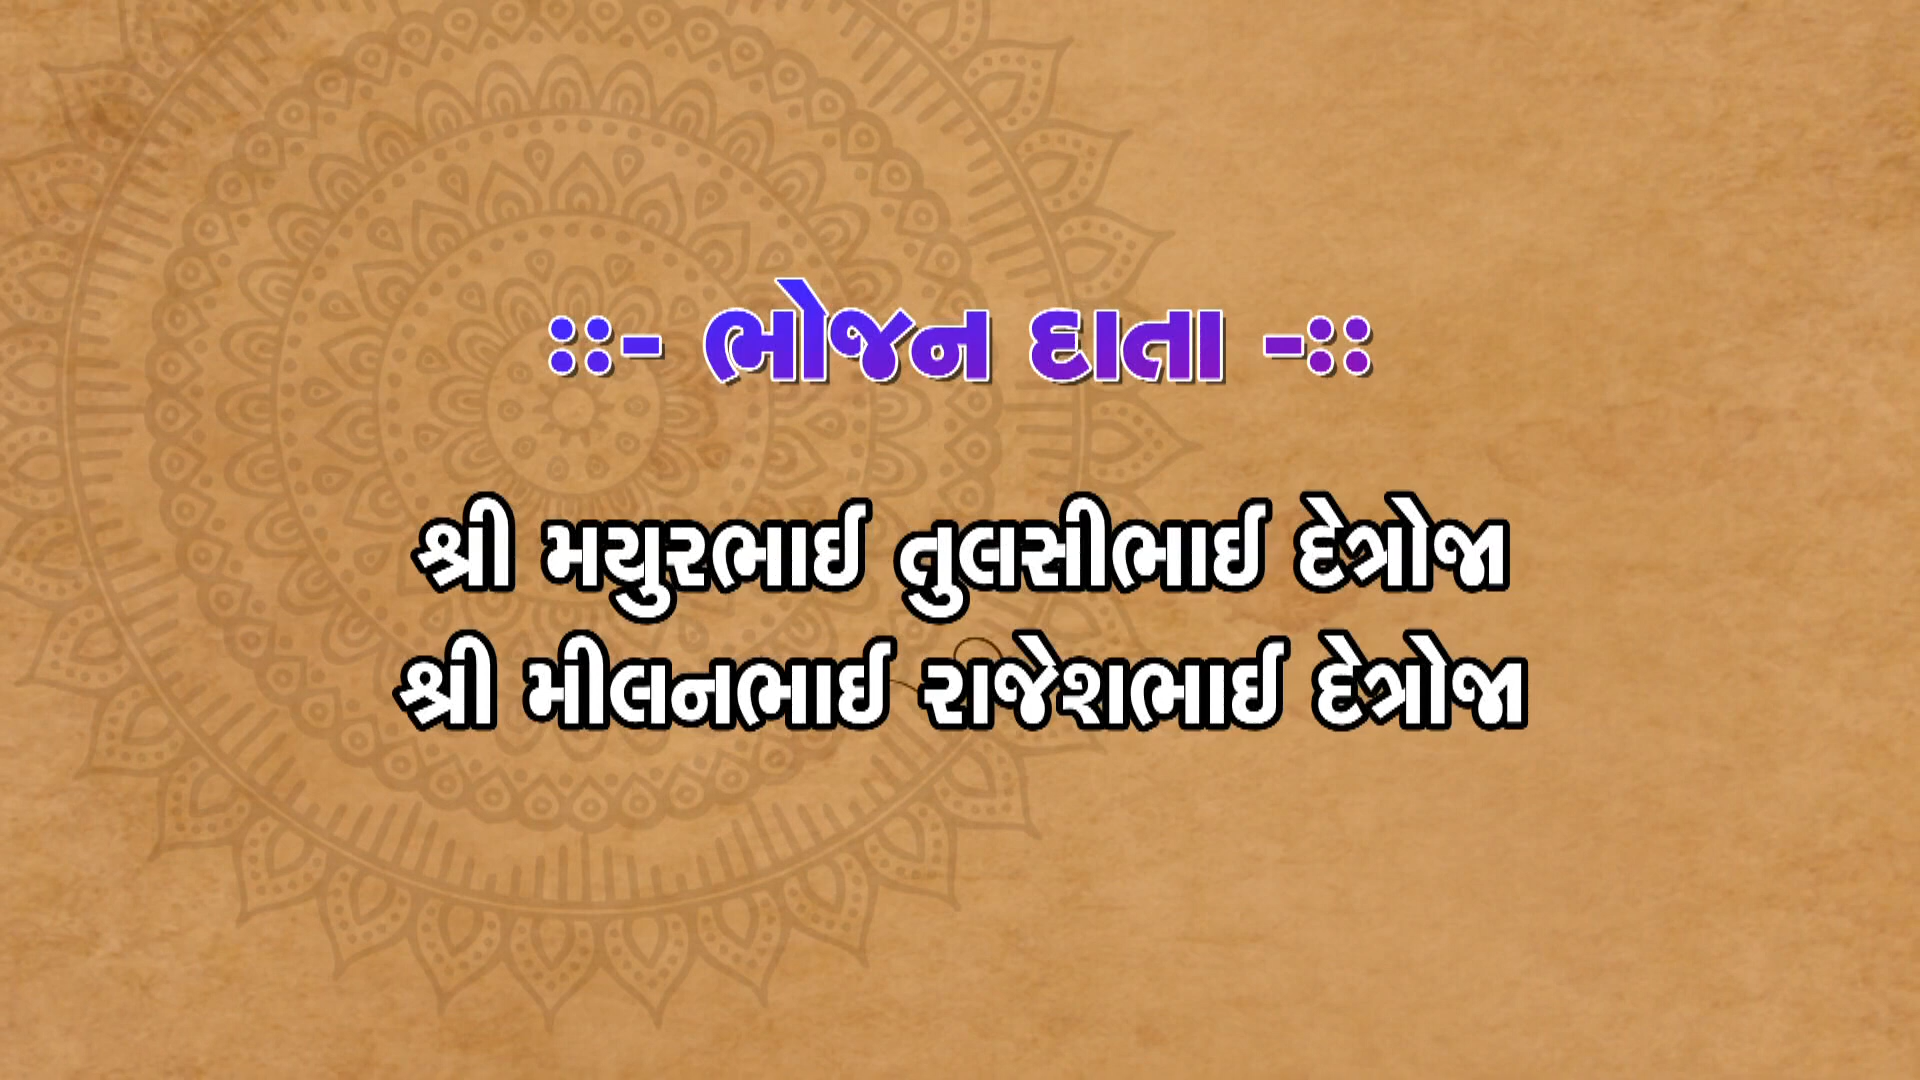 ::- ભોજન દાતા -::
શ્રી મયુરભાઈ તુલસીભાઈ દેત્રોજા
શ્રી મીલનભાઈ રાજેશભાઈ દેત્રોજા